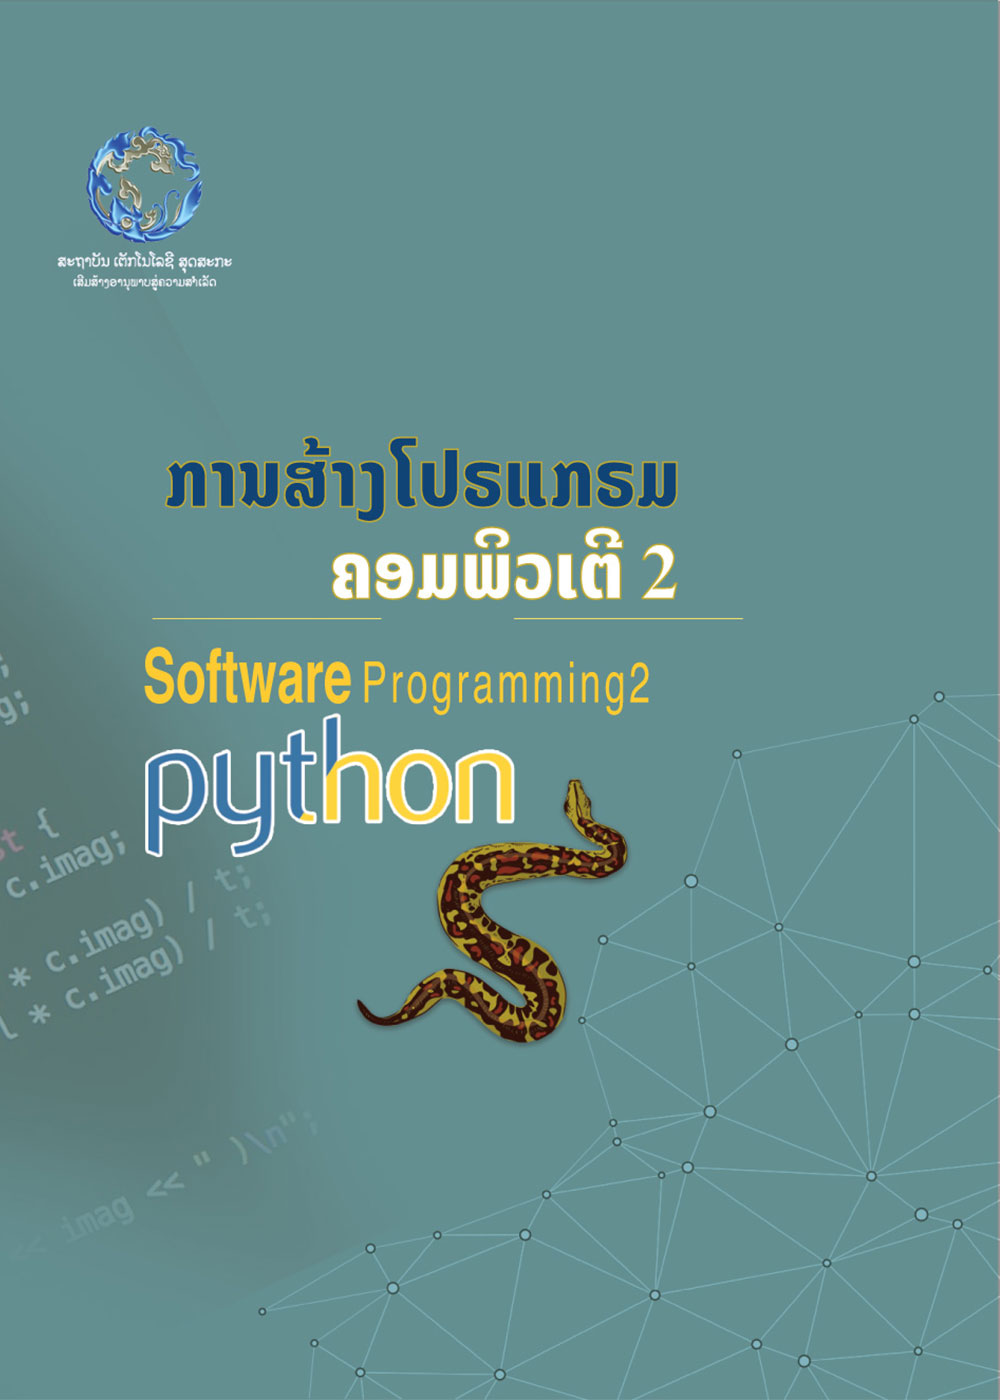 ສະຖາບັນ ເຕັກໂນໂລຊີ ສຸດສະກະ
ເສີມສ້າງອານຸພາບສູ່ຄວາມສຳເລັດ
ການສ້າງໂປຣແກຣມ
ຄອມພິວເຕີ 2
Software Programming2
python
g;
t {
c.imag;
* c.imag) / t;
( * c.imag) / t;
<< imag << " )\n";